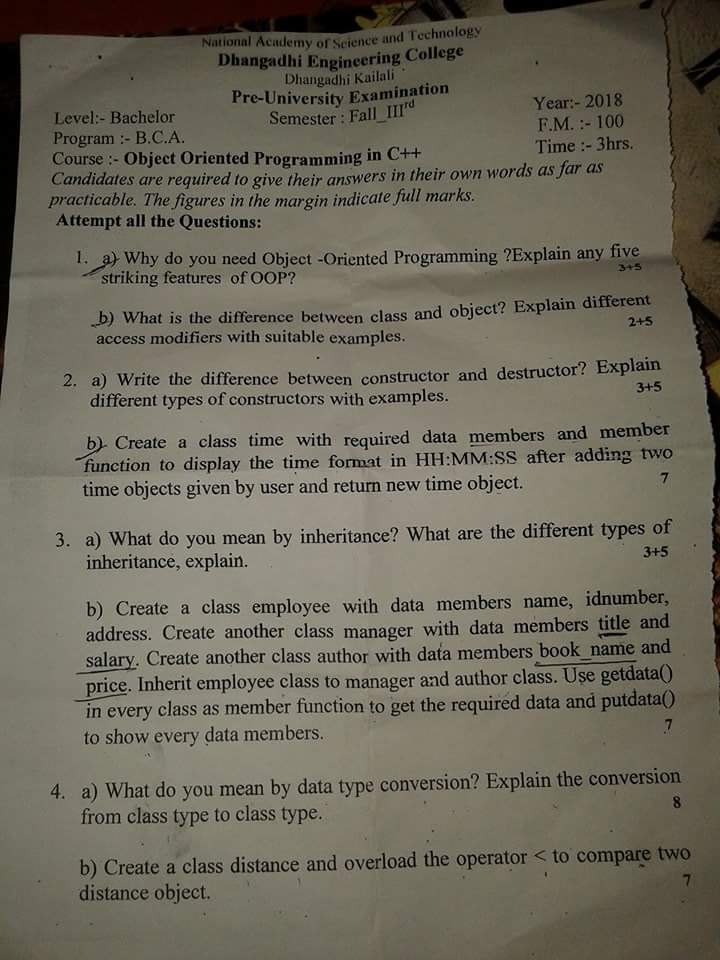 National Academy of Science and Technology
Dhangadhi Engineering College
Dhangadhi Kailali
Pre-University Examination
Level:- Bachelor Semester : Fall_IIIrd Year:- 2018
Program :- B.C.A. F.M. :- 100
Course :- Object Oriented Programming in C++ Time :- 3hrs.
Candidates are required to give their answers in their own words as far as
practicable. The figures in the margin indicate full marks.
Attempt all the Questions:
1. a) Why do you need Object -Oriented Programming ?Explain any five
striking features of OOP? 3+5
b) What is the difference between class and object? Explain different
access modifiers with suitable examples. 2+5
2. a) Write the difference between constructor and destructor? Explain
different types of constructors with examples. 3+5
b) Create a class time with required data members and member
function to display the time format in HH:MM:SS after adding two
time objects given by user and return new time object. 7
3. a) What do you mean by inheritance? What are the different types of
inheritance, explain. 3+5
b) Create a class employee with data members name, idnumber,
address. Create another class manager with data members title and
salary. Create another class author with data members book_name and
price. Inherit employee class to manager and author class. Use getdata()
in every class as member function to get the required data and putdata()
to show every data members. 7
4. a) What do you mean by data type conversion? Explain the conversion
from class type to class type. 8
b) Create a class distance and overload the operator < to compare two
distance object. 7